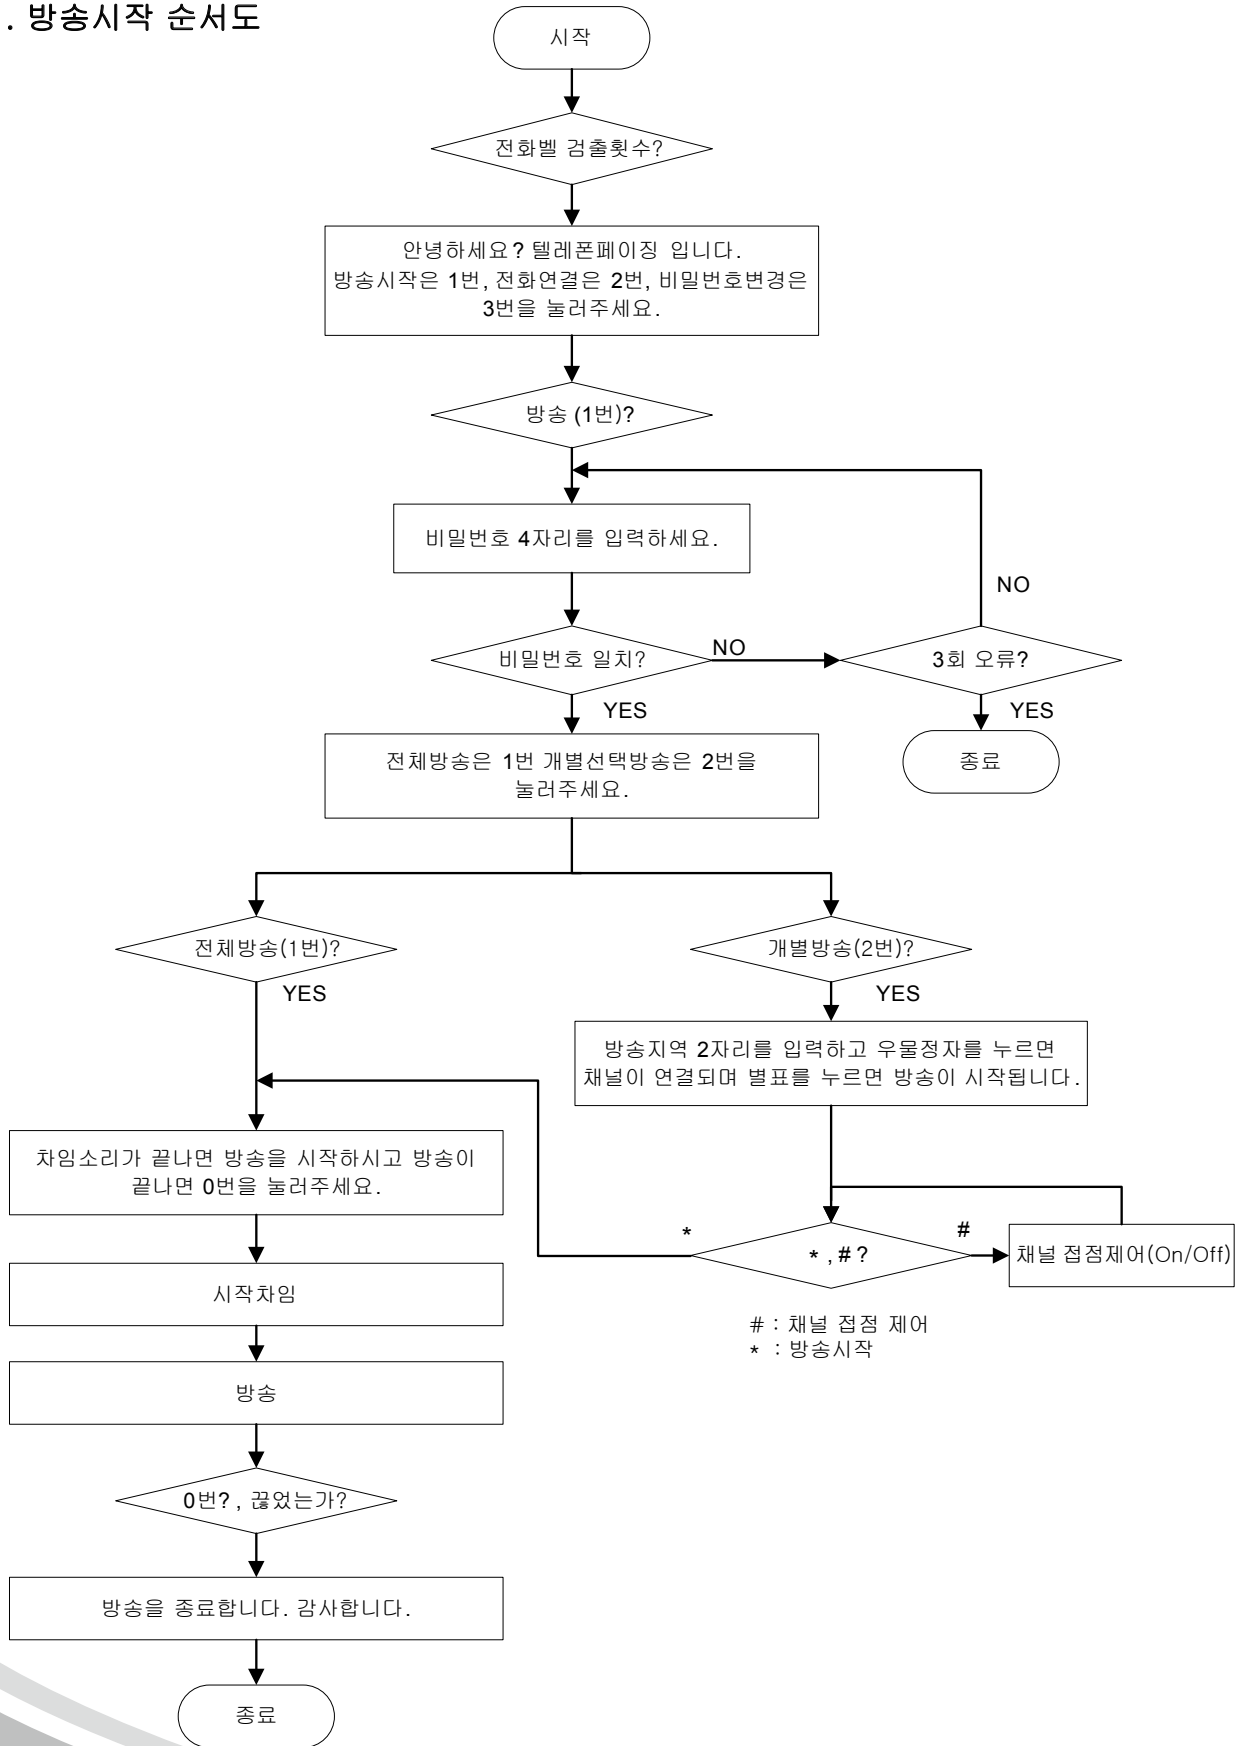 . 방송시작 순서도
시작
전화벨 검출횟수?
안녕하세요? 텔레폰페이징 입니다.
방송시작은 1번, 전화연결은 2번, 비밀번호변경은
3번을 눌러주세요.
방송 (1번)?
비밀번호 4자리를 입력하세요.
NO
비밀번호 일치?
NO
3회 오류?
YES
YES
전체방송은 1번 개별선택방송은 2번을
눌러주세요.
종료
전체방송(1번)?
개별방송(2번)?
YES
YES
방송지역 2자리를 입력하고 우물정자를 누르면
채널이 연결되며 별표를 누르면 방송이 시작됩니다.
차임소리가 끝나면 방송을 시작하시고 방송이
끝나면 0번을 눌러주세요.
*
* , # ?
#
채널 접점제어(On/Off)
시작차임
# : 채널 접점 제어
* : 방송시작
방송
0번? , 끊었는가?
방송을 종료합니다. 감사합니다.
종료